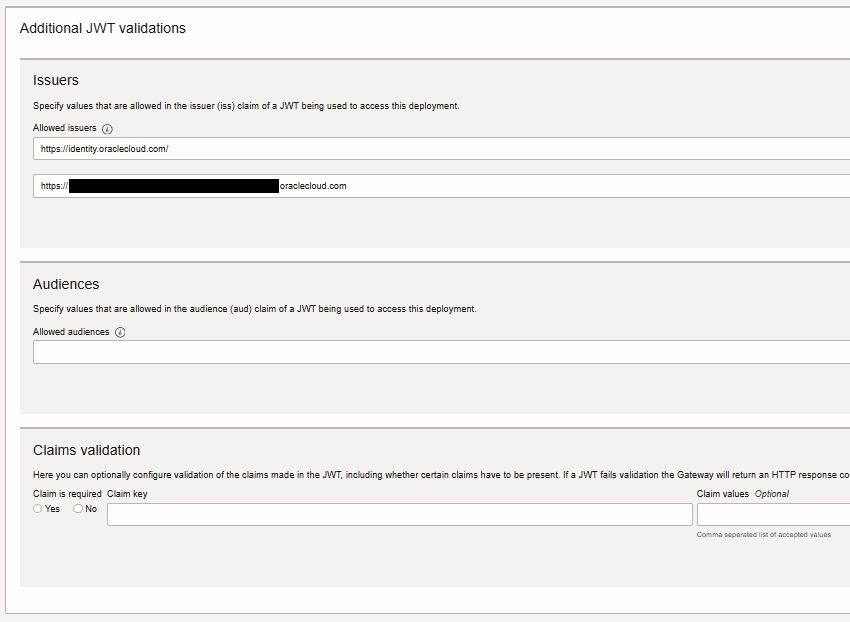 Additional JWT validations
Issuers
Specify values that are allowed in the issuer (iss) claim of a JWT being used to access this deployment.
Allowed issuers
https://identity.oraclecloud.com/
https:// oraclecloud.com
Audiences
Specify values that are allowed in the audience (aud) claim of a JWT being used to access this deployment.
Allowed audiences
Claims validation
Here you can optionally configure validation of the claims made in the JWT, including whether certain claims have to be present. If a JWT fails validation the Gateway will return an HTTP response co
Claim is required Claim key Claim values Optional
Yes No
Comma seperated list of accepted values